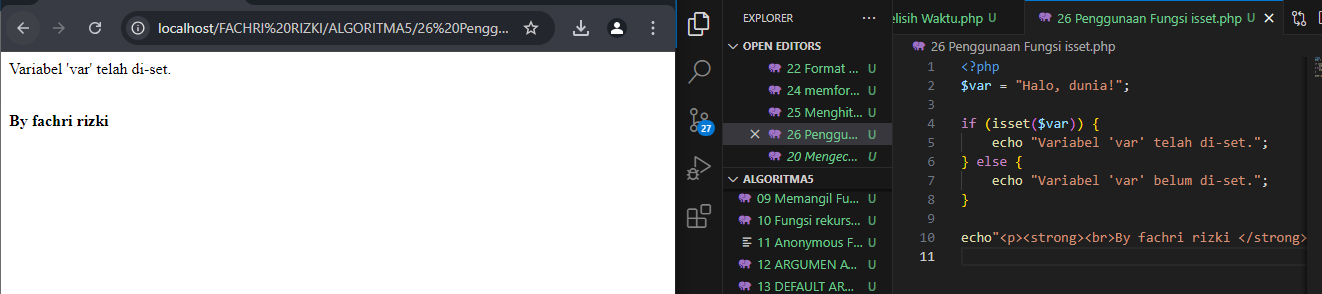 localhost/FACHRI%20RIZKI/ALGORITMA5/26%20Pengg...
Variabel 'var' telah di-set.
By fachri rizki
27
EXPLORER
OPEN EDITORS
22 Format ... U
24 memfor... U
25 Menghit... U
26 Penggu... U
20 Mengec... U
ALGORITMA5
09 Memangil Fu... U
10 Fungsi rekurs... U
11 Anonymous F... U
12 ARGUMEN A... U
13 DEFAULT AR... U
elisih Waktu.php U
26 Penggunaan Fungsi isset.php U
26 Penggunaan Fungsi isset.php
1 <?php
2 $var = "Halo, dunia!";
3
4 if (isset($var)) {
5 echo "Variabel 'var' telah di-set.";
6 } else {
7 echo "Variabel 'var' belum di-set.";
8 }
9
10 echo"<p><strong><br>By fachri rizki </strong>
11